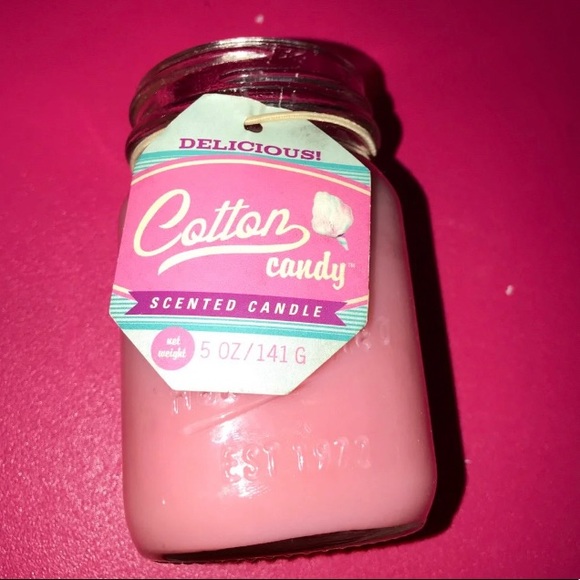 DELICIOUS!
Cotton
candy™
SCENTED CANDLE
net
weight
5 OZ/141 G
EST 1973